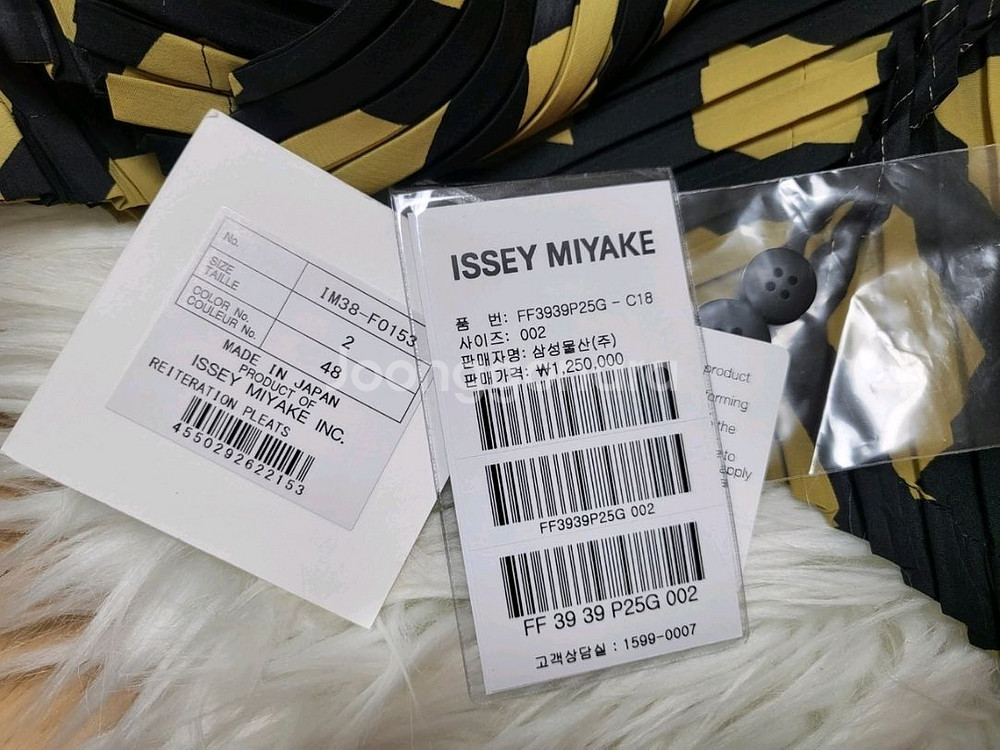 No.
IM38-F0153
SIZE
TAILLE
2
COLOR No.
COULEUR No.
48
MADE IN JAPAN
PRODUCT OF
ISSEY MIYAKE INC.
REITERATION PLEATS
4550292622153
ISSEY MIYAKE
품 번: FF3939P25G - C18
사이즈: 002
판매자명: 삼성물산(주)
판매가격: ₩1,250,000
FF3939P25G 002
FF 39 39 P25G 002
고객상담실 : 1599-0007
product
forming
the
to
apply